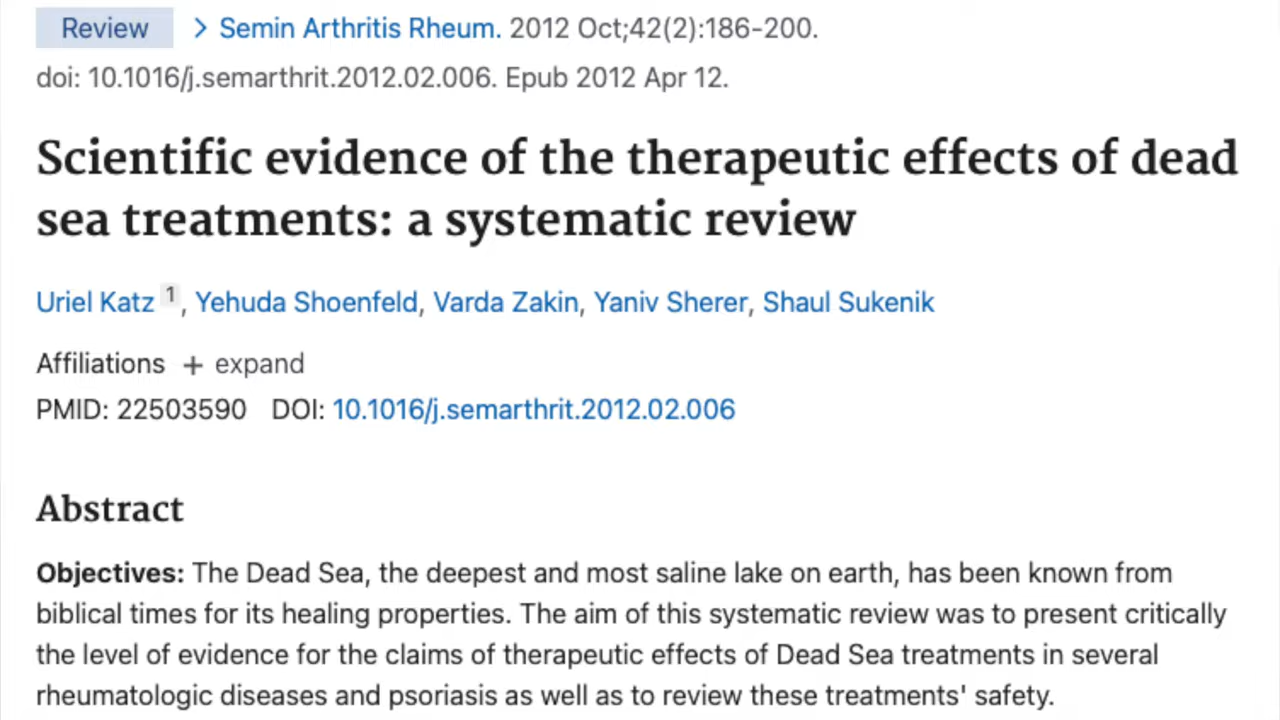 Review > Semin Arthritis Rheum. 2012 Oct;42(2):186-200.
doi: 10.1016/j.semarthrit.2012.02.006. Epub 2012 Apr 12.
Scientific evidence of the therapeutic effects of dead
sea treatments: a systematic review
Uriel Katz 1, Yehuda Shoenfeld, Varda Zakin, Yaniv Sherer, Shaul Sukenik
Affiliations + expand
PMID: 22503590 DOI: 10.1016/j.semarthrit.2012.02.006
Abstract
Objectives: The Dead Sea, the deepest and most saline lake on earth, has been known from
biblical times for its healing properties. The aim of this systematic review was to present critically
the level of evidence for the claims of therapeutic effects of Dead Sea treatments in several
rheumatologic diseases and psoriasis as well as to review these treatments' safety.